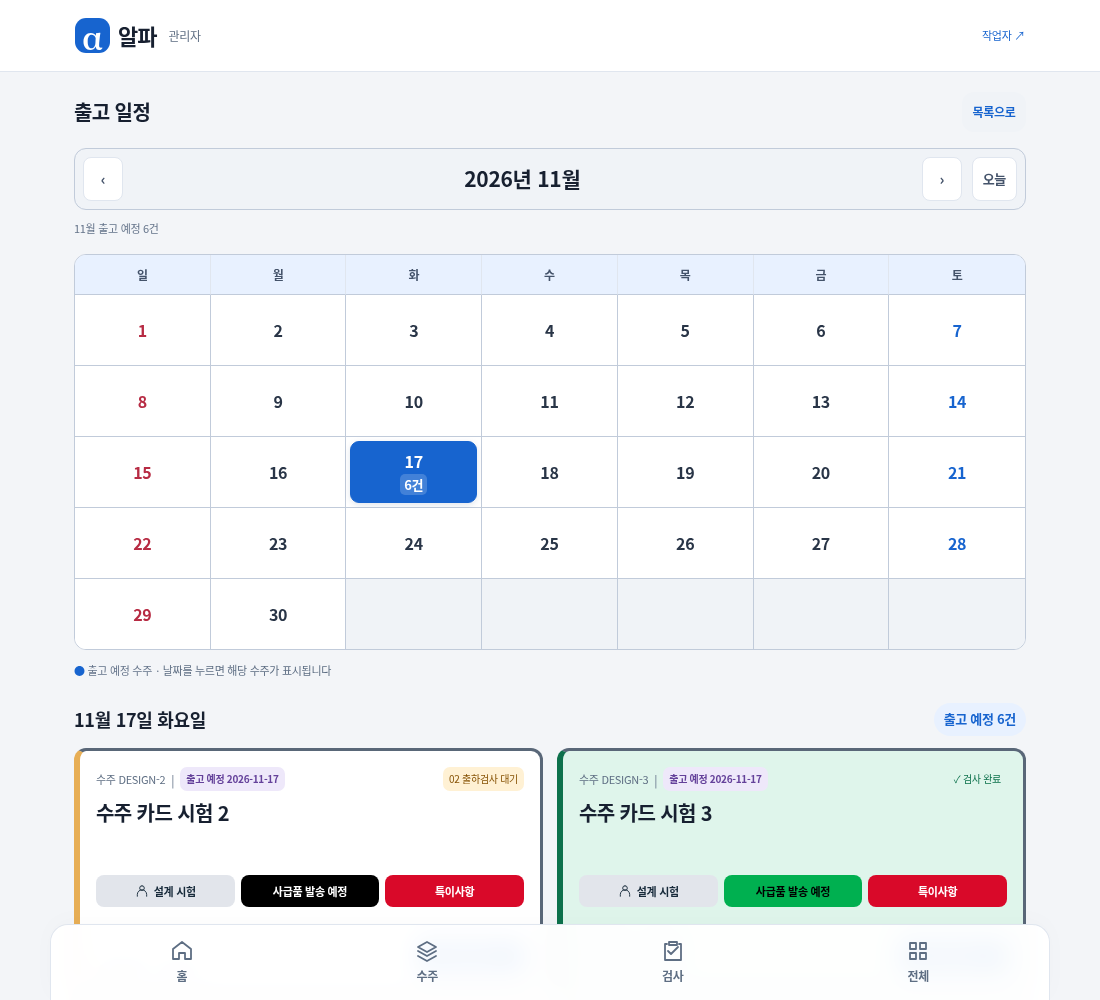 α 알파 관리자 작업자 ↗
출고 일정 목록으로
‹ 2026년 11월 › 오늘
11월 출고 예정 6건
일 월 화 수 목 금 토
1 2 3 4 5 6 7
8 9 10 11 12 13 14
15 16 17 18 19 20 21
6건
22 23 24 25 26 27 28
29 30
출고 예정 수주 · 날짜를 누르면 해당 수주가 표시됩니다
11월 17일 화요일 출고 예정 6건
수주 DESIGN-2 | 출고 예정 2026-11-17 02 출하검사 대기
수주 카드 시험 2
설계 시험 사급품 발송 예정 특이사항
수주 DESIGN-3 | 출고 예정 2026-11-17 ✓ 검사 완료
수주 카드 시험 3
설계 시험 사급품 발송 예정 특이사항
홈 수주 검사 전체